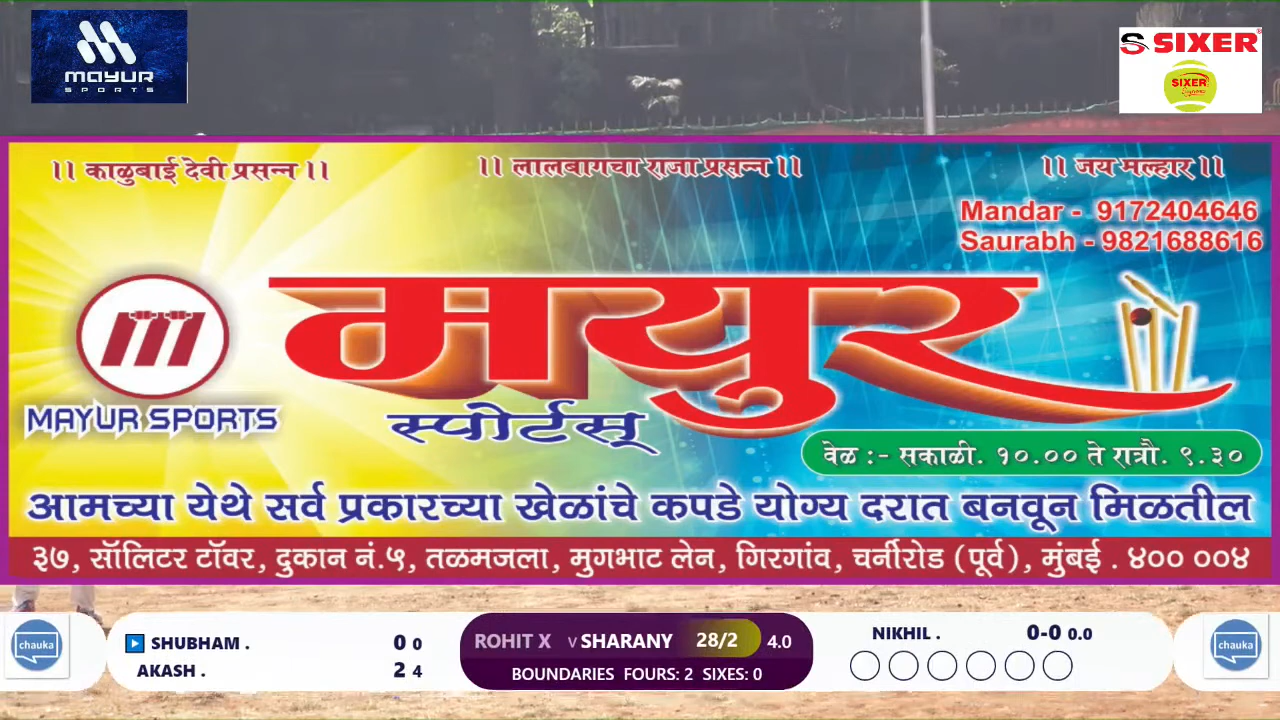 MAYUR
SPORTS
S SIXER®
SIXER
।। काळुबाई देवी प्रसन्न ।।
।। लालबागचा राजा प्रसन्न ।।
।। जय मल्हार ।।
Mandar - 9172404646
Saurabh - 9821688616
m
मयुर
MAYUR SPORTS
स्पोर्टस्
वेळ :- सकाळी. १०.०० ते रात्रौ. ९.३०
आमच्या येथे सर्व प्रकारच्या खेळांचे कपडे योग्य दरात बनवून मिळतील
३७, सॉलिटर टॉवर, दुकान नं.५, तळमजला, मुगभाट लेन, गिरगांव, चर्नीरोड (पूर्व), मुंबई . ४०० ००४
chauka
SHUBHAM . 0 0
AKASH . 2 4
ROHIT X V SHARANY 28/2 4.0
BOUNDARIES FOURS: 2 SIXES: 0
NIKHIL . 0-0 0.0
chauka